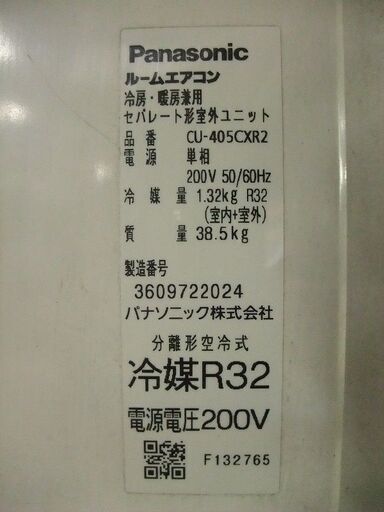 Panasonic
ルームエアコン
冷房・暖房兼用
セパレート形室外ユニット
品番 CU-405CXR2
電源 単相
200V 50/60Hz
冷媒量 1.32kg R32
(室内+室外)
質量 38.5kg
製造番号
3609722024
パナソニック株式会社
分離形空冷式
冷媒R32
電源電圧200V
F132765